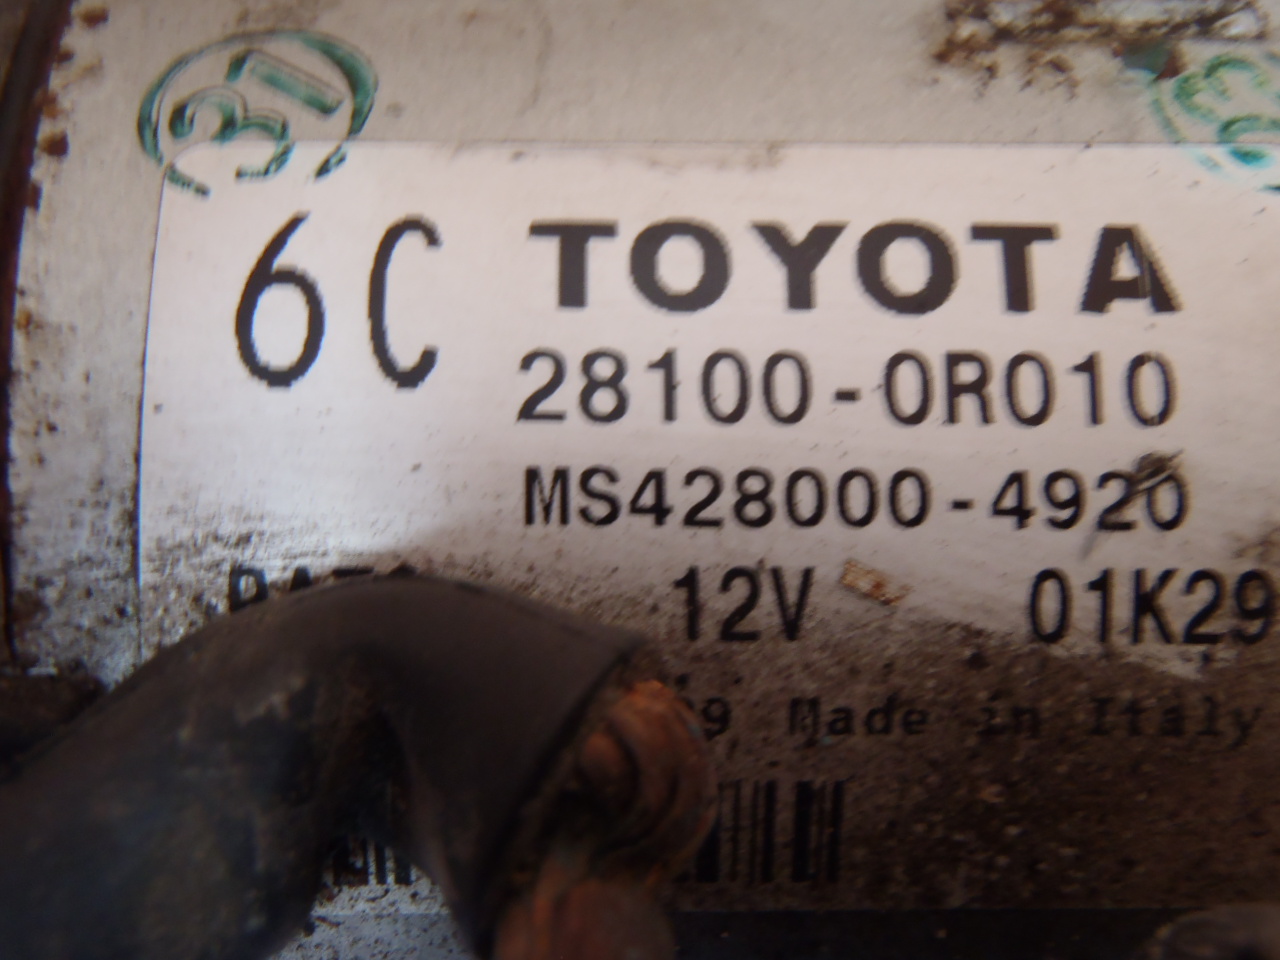 31
6C TOYOTA
28100-0R010
MS428000-4920
12V 01K29
Made in Italy